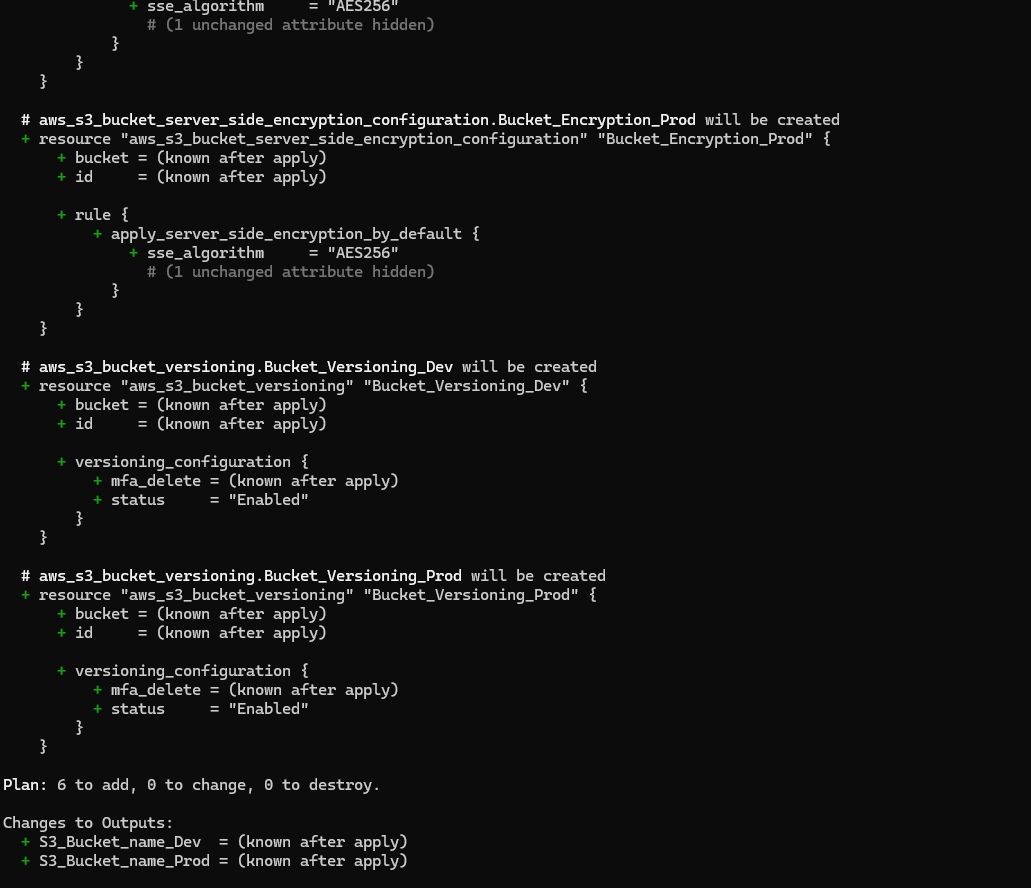 + sse_algorithm     = "AES256"
# (1 unchanged attribute hidden)
}
}
}
# aws_s3_bucket_server_side_encryption_configuration.Bucket_Encryption_Prod will be created
+ resource "aws_s3_bucket_server_side_encryption_configuration" "Bucket_Encryption_Prod" {
+ bucket = (known after apply)
+ id     = (known after apply)
+ rule {
+ apply_server_side_encryption_by_default {
+ sse_algorithm     = "AES256"
# (1 unchanged attribute hidden)
}
}
}
# aws_s3_bucket_versioning.Bucket_Versioning_Dev will be created
+ resource "aws_s3_bucket_versioning" "Bucket_Versioning_Dev" {
+ bucket = (known after apply)
+ id     = (known after apply)
+ versioning_configuration {
+ mfa_delete = (known after apply)
+ status     = "Enabled"
}
}
# aws_s3_bucket_versioning.Bucket_Versioning_Prod will be created
+ resource "aws_s3_bucket_versioning" "Bucket_Versioning_Prod" {
+ bucket = (known after apply)
+ id     = (known after apply)
+ versioning_configuration {
+ mfa_delete = (known after apply)
+ status     = "Enabled"
}
}
Plan: 6 to add, 0 to change, 0 to destroy.
Changes to Outputs:
+ S3_Bucket_name_Dev  = (known after apply)
+ S3_Bucket_name_Prod = (known after apply)